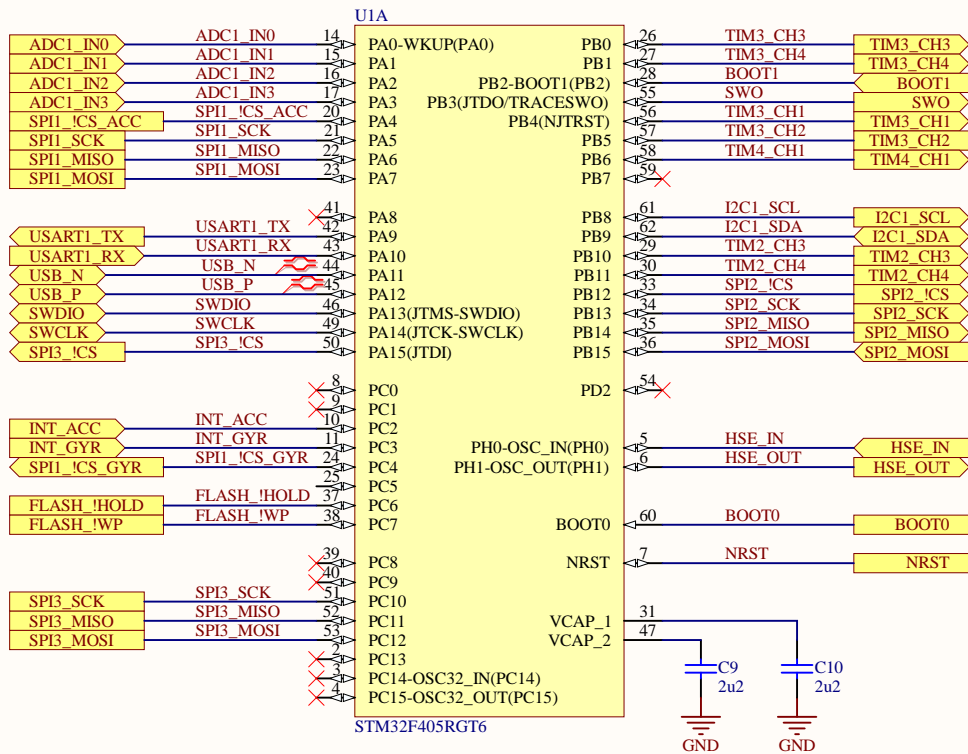 U1A
ADC1_IN0 ADC1_IN0 14 PA0-WKUP(PA0) PB0 26 TIM3_CH3 TIM3_CH3
ADC1_IN1 ADC1_IN1 15 PA1 PB1 27 TIM3_CH4 TIM3_CH4
ADC1_IN2 ADC1_IN2 16 PA2 PB2-BOOT1(PB2) 28 BOOT1 BOOT1
ADC1_IN3 ADC1_IN3 17 PA3 PB3(JTDO/TRACESWO) 55 SWO SWO
SPI1_!CS_ACC SPI1_!CS_ACC 20 PA4 PB4(NJTRST) 56 TIM3_CH1 TIM3_CH1
SPI1_SCK SPI1_SCK 21 PA5 PB5 57 TIM3_CH2 TIM3_CH2
SPI1_MISO SPI1_MISO 22 PA6 PB6 58 TIM4_CH1 TIM4_CH1
SPI1_MOSI SPI1_MOSI 23 PA7 PB7 59
41 PA8 PB8 61 I2C1_SCL I2C1_SCL
USART1_TX USART1_TX 42 PA9 PB9 62 I2C1_SDA I2C1_SDA
USART1_RX USART1_RX 43 PA10 PB10 29 TIM2_CH3 TIM2_CH3
USB_N USB_N 44 PA11 PB11 30 TIM2_CH4 TIM2_CH4
USB_P USB_P 45 PA12 PB12 33 SPI2_!CS SPI2_!CS
SWDIO SWDIO 46 PA13(JTMS-SWDIO) PB13 34 SPI2_SCK SPI2_SCK
SWCLK SWCLK 49 PA14(JTCK-SWCLK) PB14 35 SPI2_MISO SPI2_MISO
SPI3_!CS SPI3_!CS 50 PA15(JTDI) PB15 36 SPI2_MOSI SPI2_MOSI
8 PC0 PD2 54
9 PC1
INT_ACC INT_ACC 10 PC2
INT_GYR INT_GYR 11 PC3 PH0-OSC_IN(PH0) 5 HSE_IN HSE_IN
SPI1_!CS_GYR SPI1_!CS_GYR 24 PC4 PH1-OSC_OUT(PH1) 6 HSE_OUT HSE_OUT
25 PC5
FLASH_!HOLD FLASH_!HOLD 37 PC6
FLASH_!WP FLASH_!WP 38 PC7 BOOT0 60 BOOT0 BOOT0
39 PC8 NRST 7 NRST NRST
40 PC9
SPI3_SCK SPI3_SCK 51 PC10
SPI3_MISO SPI3_MISO 52 PC11 VCAP_1 31
SPI3_MOSI SPI3_MOSI 53 PC12 VCAP_2 47
2 PC13
3 PC14-OSC32_IN(PC14) C9 C10
4 PC15-OSC32_OUT(PC15) 2u2 2u2
STM32F405RGT6
GND GND